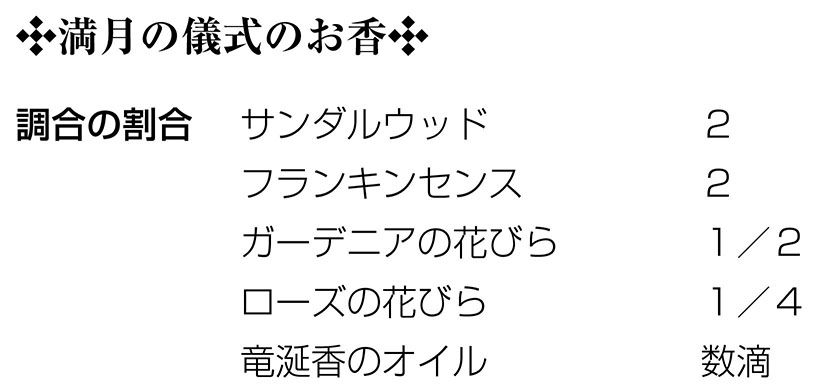 ❖満月の儀式のお香❖
調合の割合 サンダルウッド 2
フランキンセンス 2
ガーデニアの花びら 1／2
ローズの花びら 1／4
竜涎香のオイル 数滴